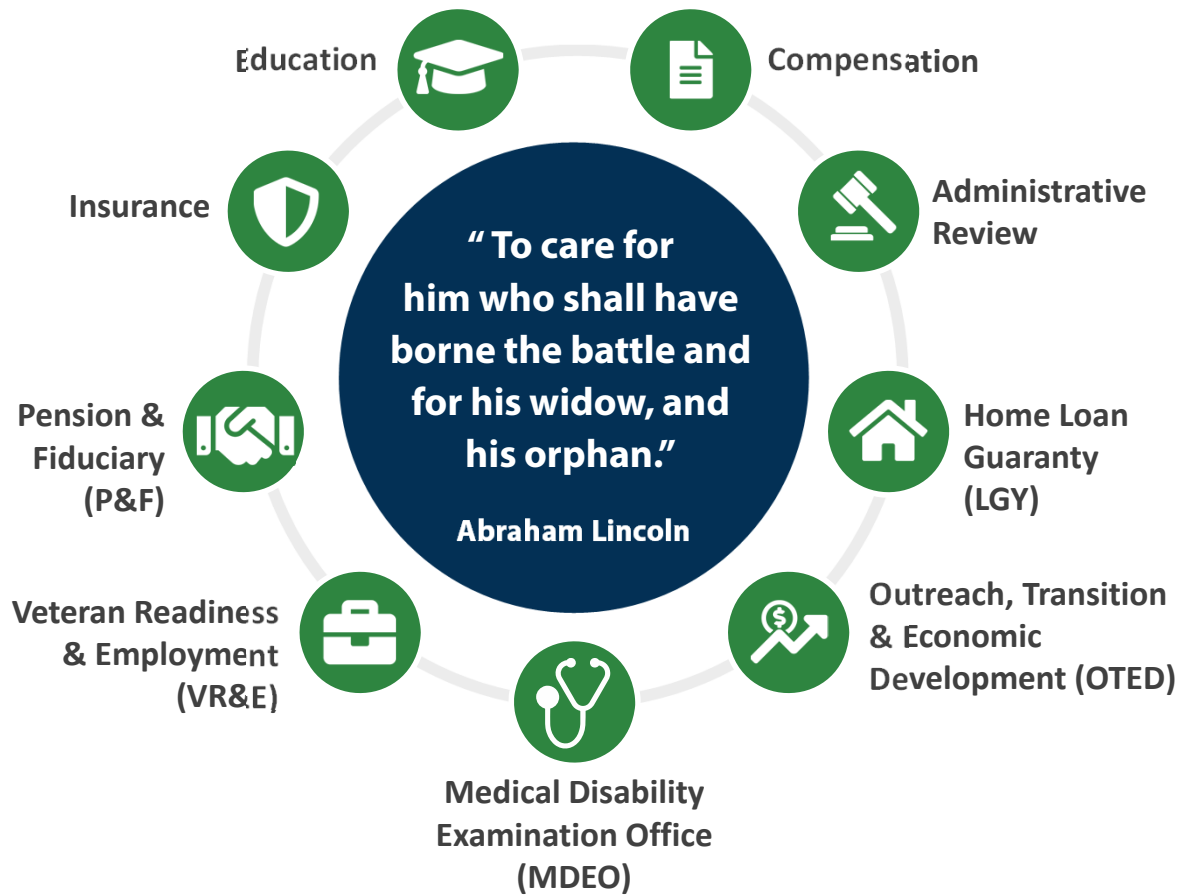 Education
Compensation
Insurance
Administrative
Review
“ To care for
him who shall have
borne the battle and
for his widow, and
his orphan.”
Abraham Lincoln
Pension &
Fiduciary
(P&F)
Home Loan
Guaranty
(LGY)
Veteran Readiness
& Employment
(VR&E)
Outreach, Transition
& Economic
Development (OTED)
Medical Disability
Examination Office
(MDEO)
$